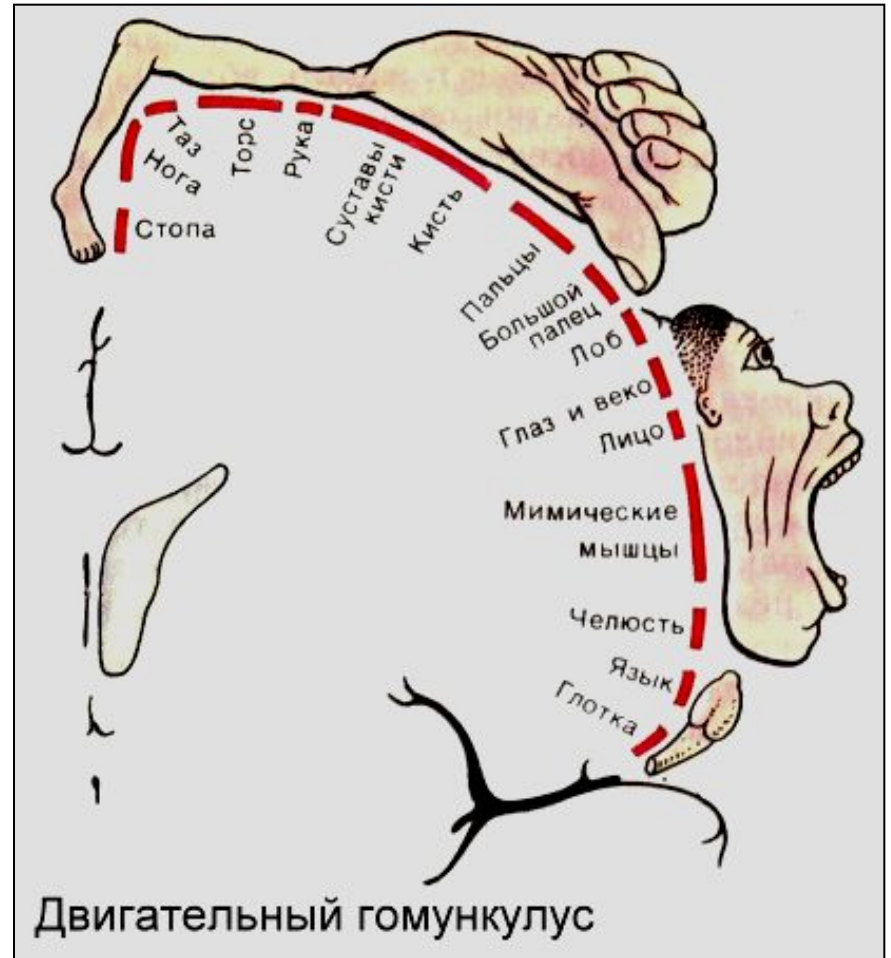 Таз
Нога
Торс
Рука
Суставы
кисти
Кисть
Стопа
Пальцы
Большой
палец
Лоб
Глаз и веко
Лицо
Мимические
мышцы
Челюсть
Язык
Глотка
Двигательный гомункулус